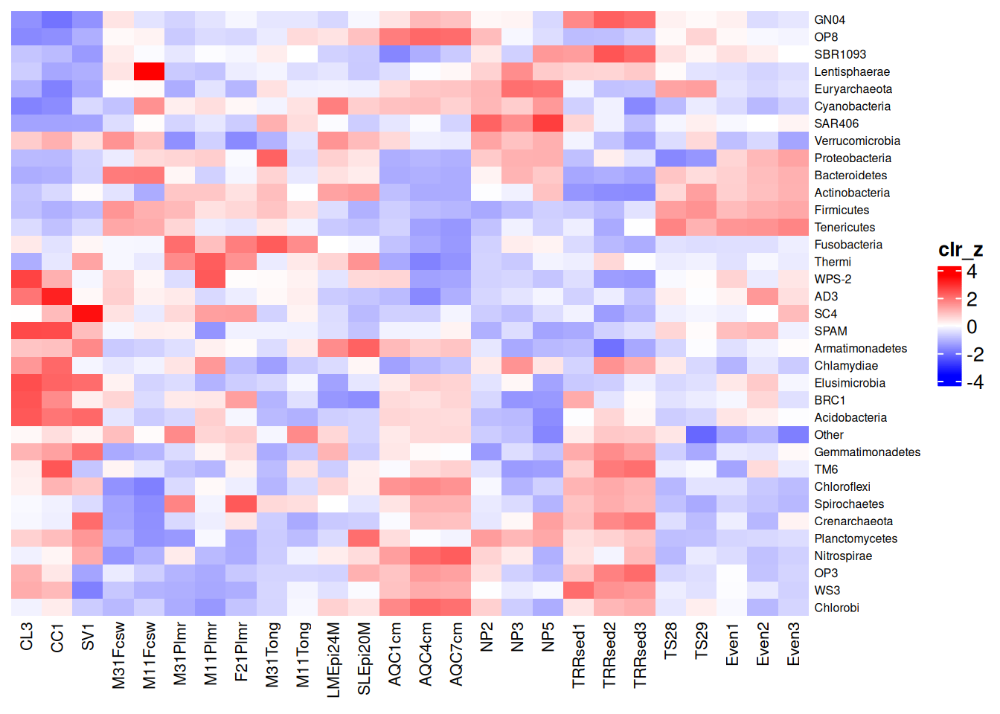 GN04
OP8
SBR1093
Lentisphaerae
Euryarchaeota
Cyanobacteria
SAR406
Verrucomicrobia
Proteobacteria
Bacteroidetes
Actinobacteria
Firmicutes
Tenericutes
Fusobacteria
Thermi
WPS-2
AD3
SC4
SPAM
Armatimonadetes
Chlamydiae
Elusimicrobia
BRC1
Acidobacteria
Other
Gemmatimonadetes
TM6
Chloroflexi
Spirochaetes
Crenarchaeota
Planctomycetes
Nitrospirae
OP3
WS3
Chlorobi
CL3
CC1
SV1
M31Fcsw
M11Fcsw
M31Plmr
M11Plmr
F21Plmr
M31Tong
M11Tong
LMEpi24M
SLEpi20M
AQC1cm
AQC4cm
AQC7cm
NP2
NP3
NP5
TRRsed1
TRRsed2
TRRsed3
TS28
TS29
Even1
Even2
Even3
clr_z
4
2
0
-2
-4